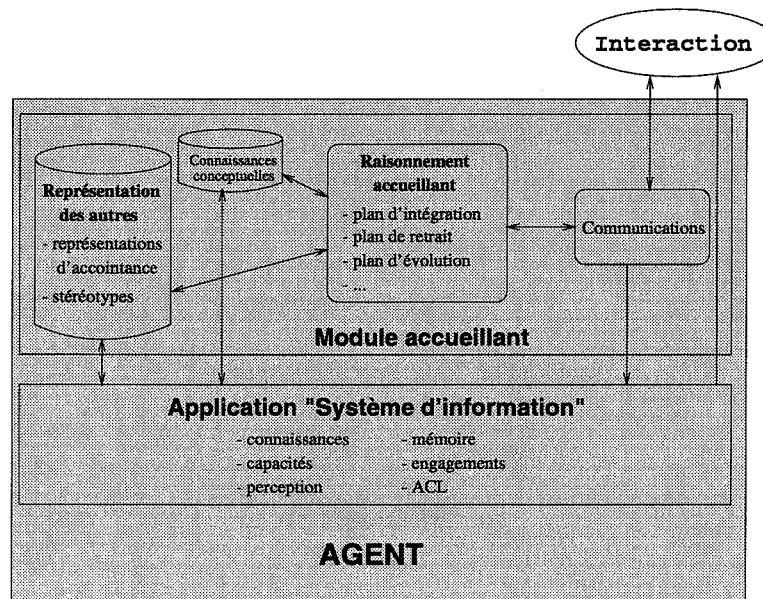 Interaction
Représentation
des autres
- représentations
d'accointance
- stéréotypes
Connaissances
conceptuelles
Raisonnement
accueillant
- plan d'intégration
- plan de retrait
- plan d'évolution
- ...
Communications
Module accueillant
Application "Système d'information"
- connaissances
- capacités
- perception
- mémoire
- engagements
- ACL
AGENT